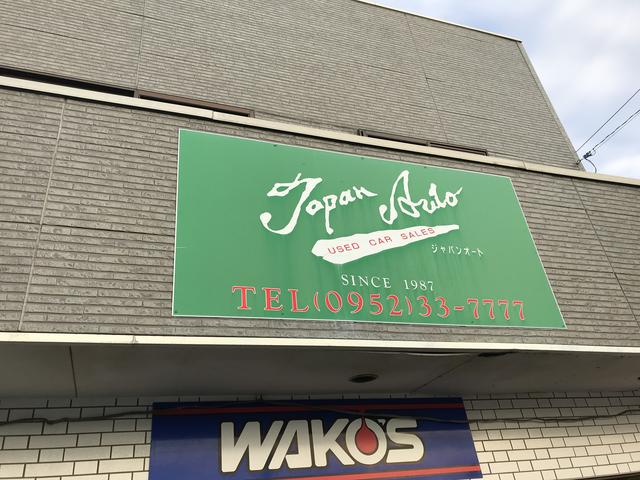 Japan Auto
USED CAR SALES
ジャパンオート
SINCE 1987
TEL(0952)33-7777
WAKO'S